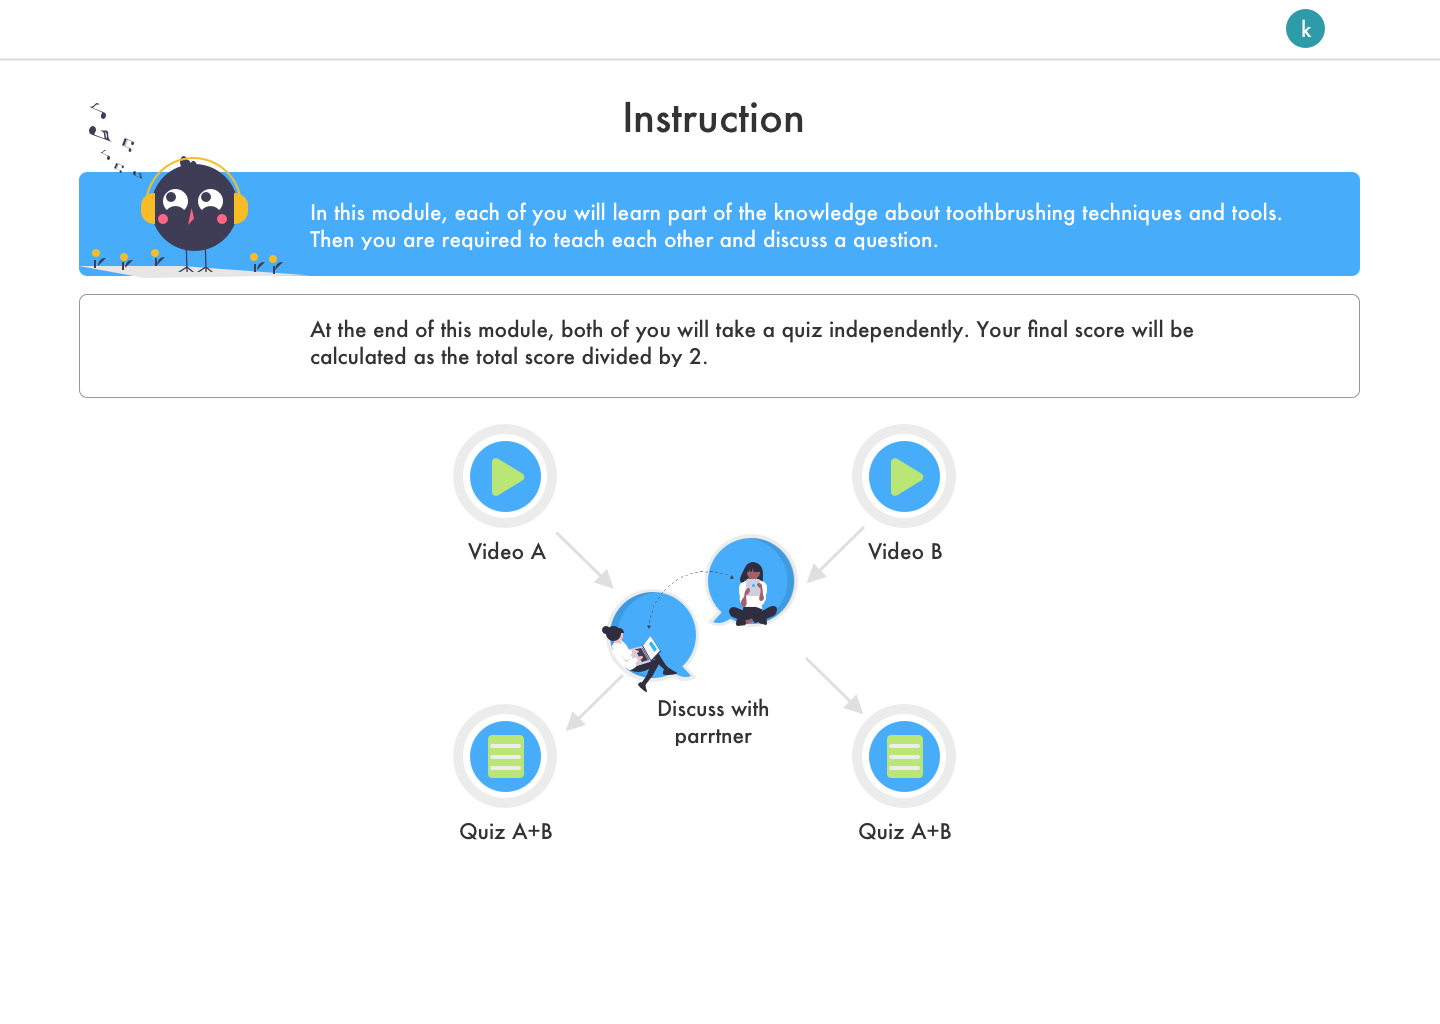 k
Instruction
In this module, each of you will learn part of the knowledge about toothbrushing techniques and tools.
Then you are required to teach each other and discuss a question.
At the end of this module, both of you will take a quiz independently. Your final score will be
calculated as the total score divided by 2.
Video A
Video B
Discuss with
parrtner
Quiz A+B
Quiz A+B